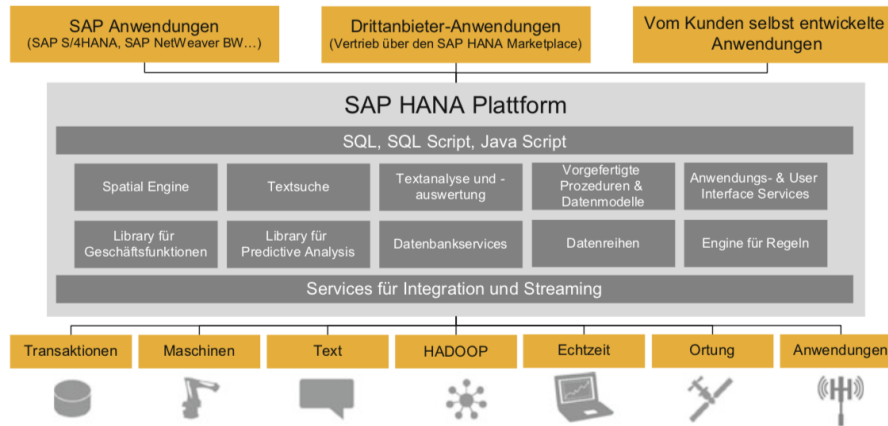 SAP Anwendungen
(SAP S/4HANA, SAP NetWeaver BW…)
Drittanbieter-Anwendungen
(Vertrieb über den SAP HANA Marketplace)
Vom Kunden selbst entwickelte
Anwendungen
SAP HANA Plattform
SQL, SQL Script, Java Script
Spatial Engine
Textsuche
Textanalyse und -
auswertung
Vorgefertigte
Prozeduren &
Datenmodelle
Anwendungs- & User
Interface Services
Library für
Geschäftsfunktionen
Library für
Predictive Analysis
Datenbankservices
Datenreihen
Engine für Regeln
Services für Integration und Streaming
Transaktionen
Maschinen
Text
HADOOP
Echtzeit
Ortung
Anwendungen